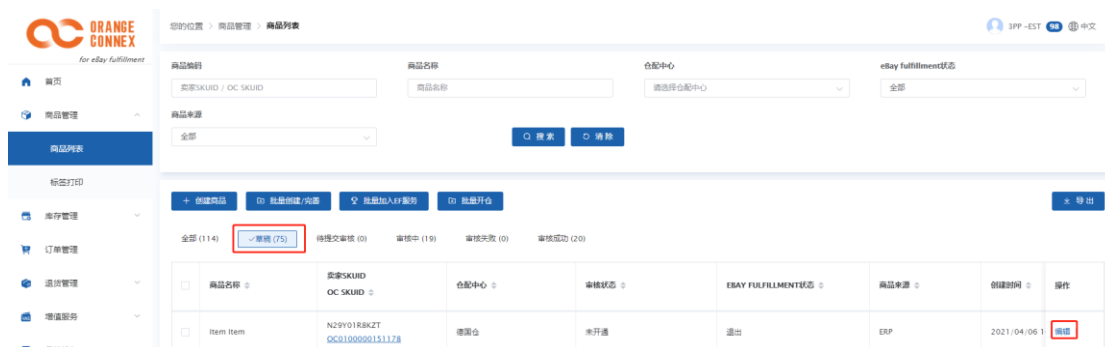 ORANGE
CONNEX
for eBay fulfillment
您的位置 > 商品管理 > 商品列表
3PP -EST 98 中文
首页
商品管理
商品列表
标签打印
库存管理
订单管理
退货管理
增值服务
商品编码 商品名称 仓配中心 eBay fulfillment状态
卖家SKUID / OC SKUID 商品名称 请选择仓配中心 全部
商品来源
全部 搜索 清除
+ 创建商品 批量创建/完善 批量加入EF服务 批量开仓 导出
全部 (114) 草稿 (75) 待提交审核 (0) 审核中 (19) 审核失败 (0) 审核成功 (20)
商品名称 卖家SKUID
OC SKUID 仓配中心 审核状态 EBAY FULFILLMENT状态 商品来源 创建时间 操作
Item Item N29Y01R8KZT
OC0100000151178 德国仓 未开通 退出 ERP 2021/04/06 编辑